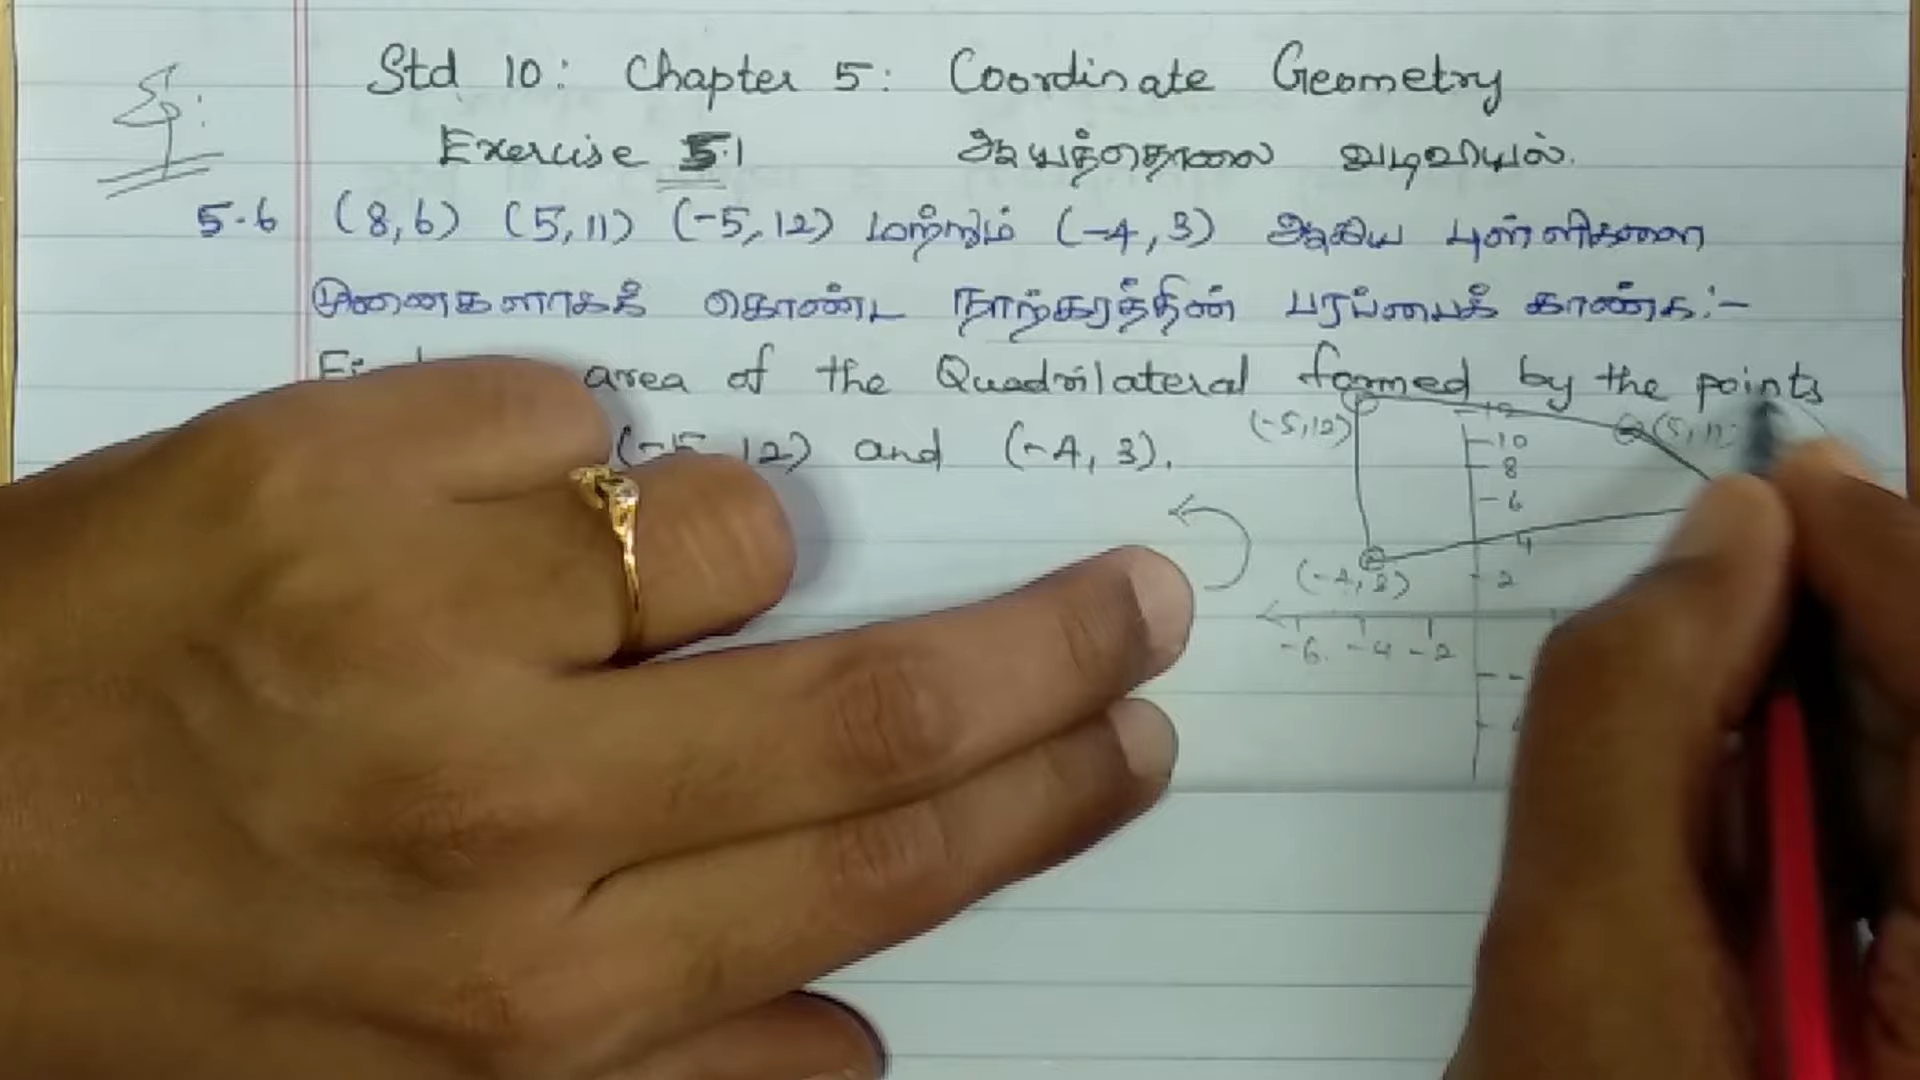 Std 10: Chapter 5: Coordinate Geometry
Exercise 5.1 ஆயத்தொலை வடிவியல்.
5.6 (8,6) (5,11) (-5,12) மற்றும் (-4,3) ஆகிய புள்ளிகளை
முனைகளாகக் கொண்ட நாற்கரத்தின் பரப்பைக் காண்க:-
area of the Quadrilateral formed by the points
12) and (-4, 3).
(-5,12) 12
10
8
6
4
(-4,3) 2
-6 -4 -2